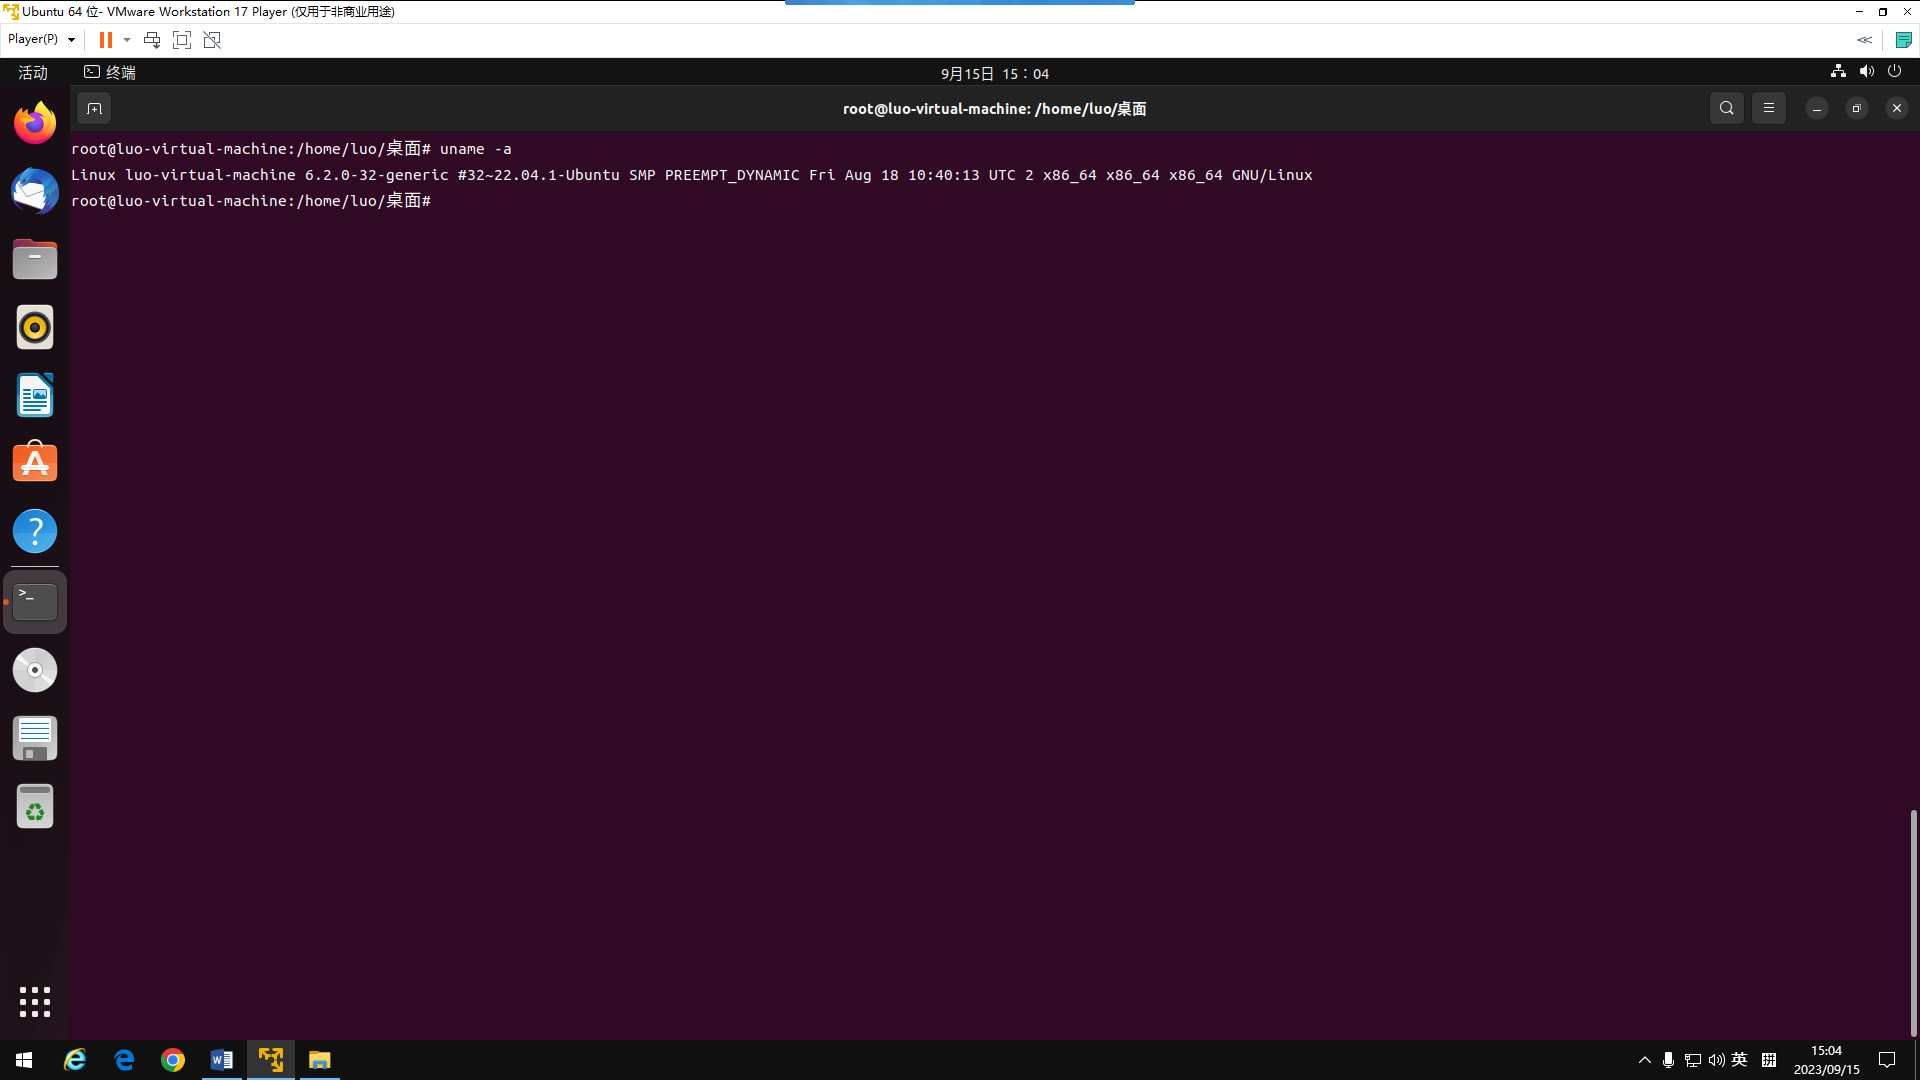 Ubuntu 64 位- VMware Workstation 17 Player (仅用于非商业用途)
Player(P)
活动 终端 9月15日 15：04
root@luo-virtual-machine: /home/luo/桌面
root@luo-virtual-machine:/home/luo/桌面# uname -a
Linux luo-virtual-machine 6.2.0-32-generic #32~22.04.1-Ubuntu SMP PREEMPT_DYNAMIC Fri Aug 18 10:40:13 UTC 2 x86_64 x86_64 x86_64 GNU/Linux
root@luo-virtual-machine:/home/luo/桌面#
英 拼
15:04
2023/09/15